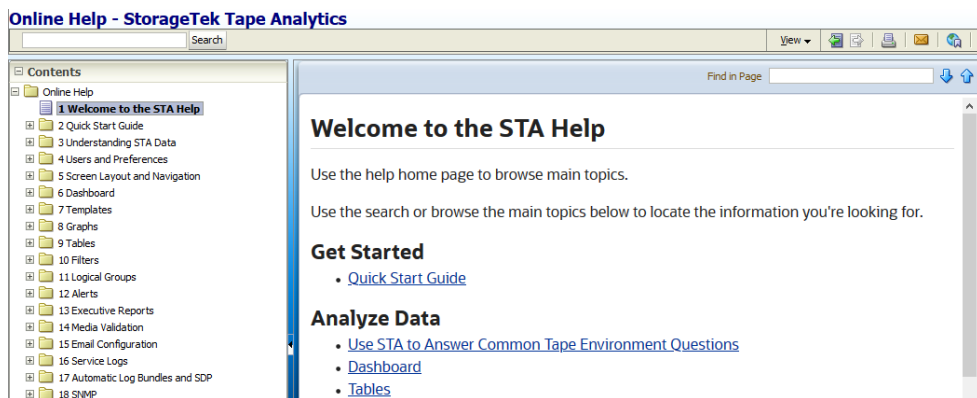 Online Help - StorageTek Tape Analytics
Search
View
Contents
Find in Page
Online Help
1 Welcome to the STA Help
2 Quick Start Guide
3 Understanding STA Data
4 Users and Preferences
5 Screen Layout and Navigation
6 Dashboard
7 Templates
8 Graphs
9 Tables
10 Filters
11 Logical Groups
12 Alerts
13 Executive Reports
14 Media Validation
15 Email Configuration
16 Service Logs
17 Automatic Log Bundles and SDP
18 SNMP
Welcome to the STA Help
Use the help home page to browse main topics.
Use the search or browse the main topics below to locate the information you're looking for.
Get Started
• Quick Start Guide
Analyze Data
• Use STA to Answer Common Tape Environment Questions
• Dashboard
• Tables